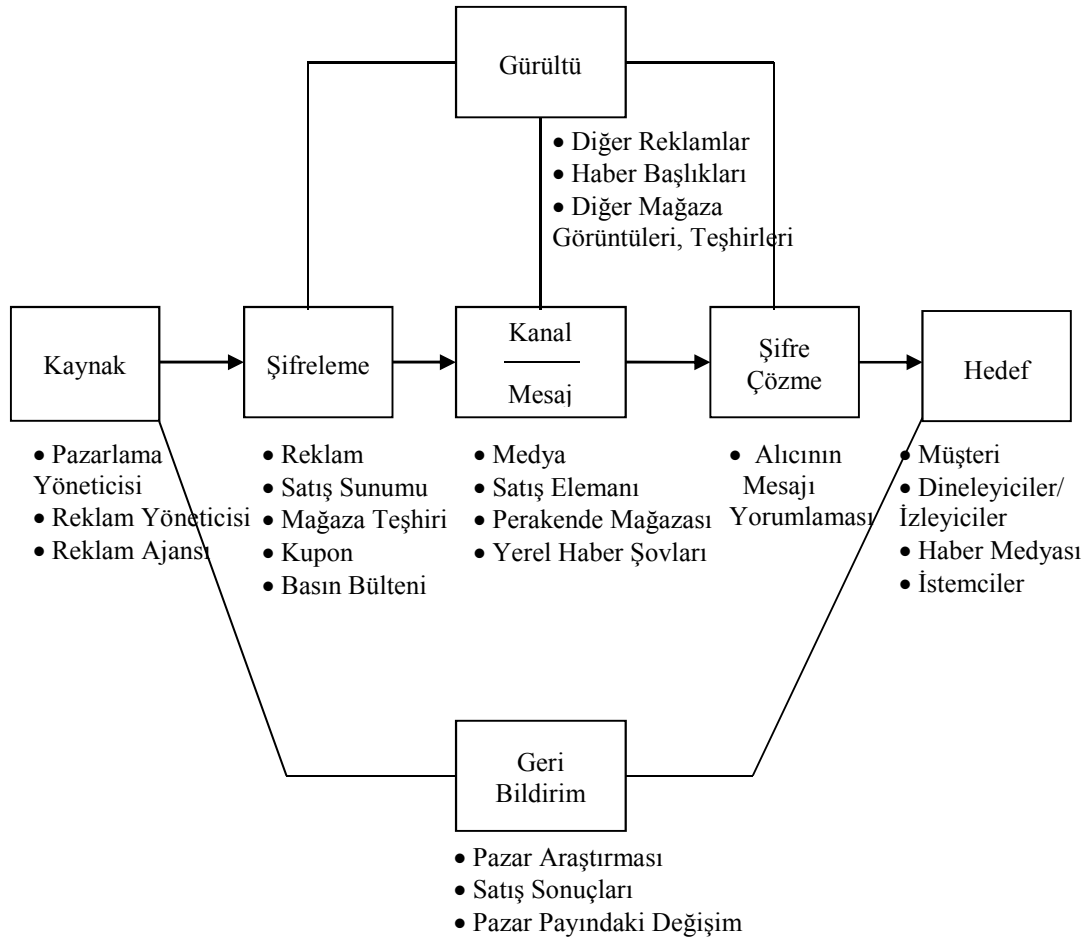 Gürültü
• Diğer Reklamlar
• Haber Başlıkları
• Diğer Mağaza
Görüntüleri, Teşhirleri
Kaynak
Şifreleme
Kanal
Mesaj
Şifre
Çözme
Hedef
• Pazarlama
Yöneticisi
• Reklam Yöneticisi
• Reklam Ajansı
• Reklam
• Satış Sunumu
• Mağaza Teşhiri
• Kupon
• Basın Bülteni
• Medya
• Satış Elemanı
• Perakende Mağazası
• Yerel Haber Şovları
• Alıcının
Mesajı
Yorumlaması
• Müşteri
• Dineleyiciler/
İzleyiciler
• Haber Medyası
• İstemciler
Geri
Bildirim
• Pazar Araştırması
• Satış Sonuçları
• Pazar Payındaki Değişim